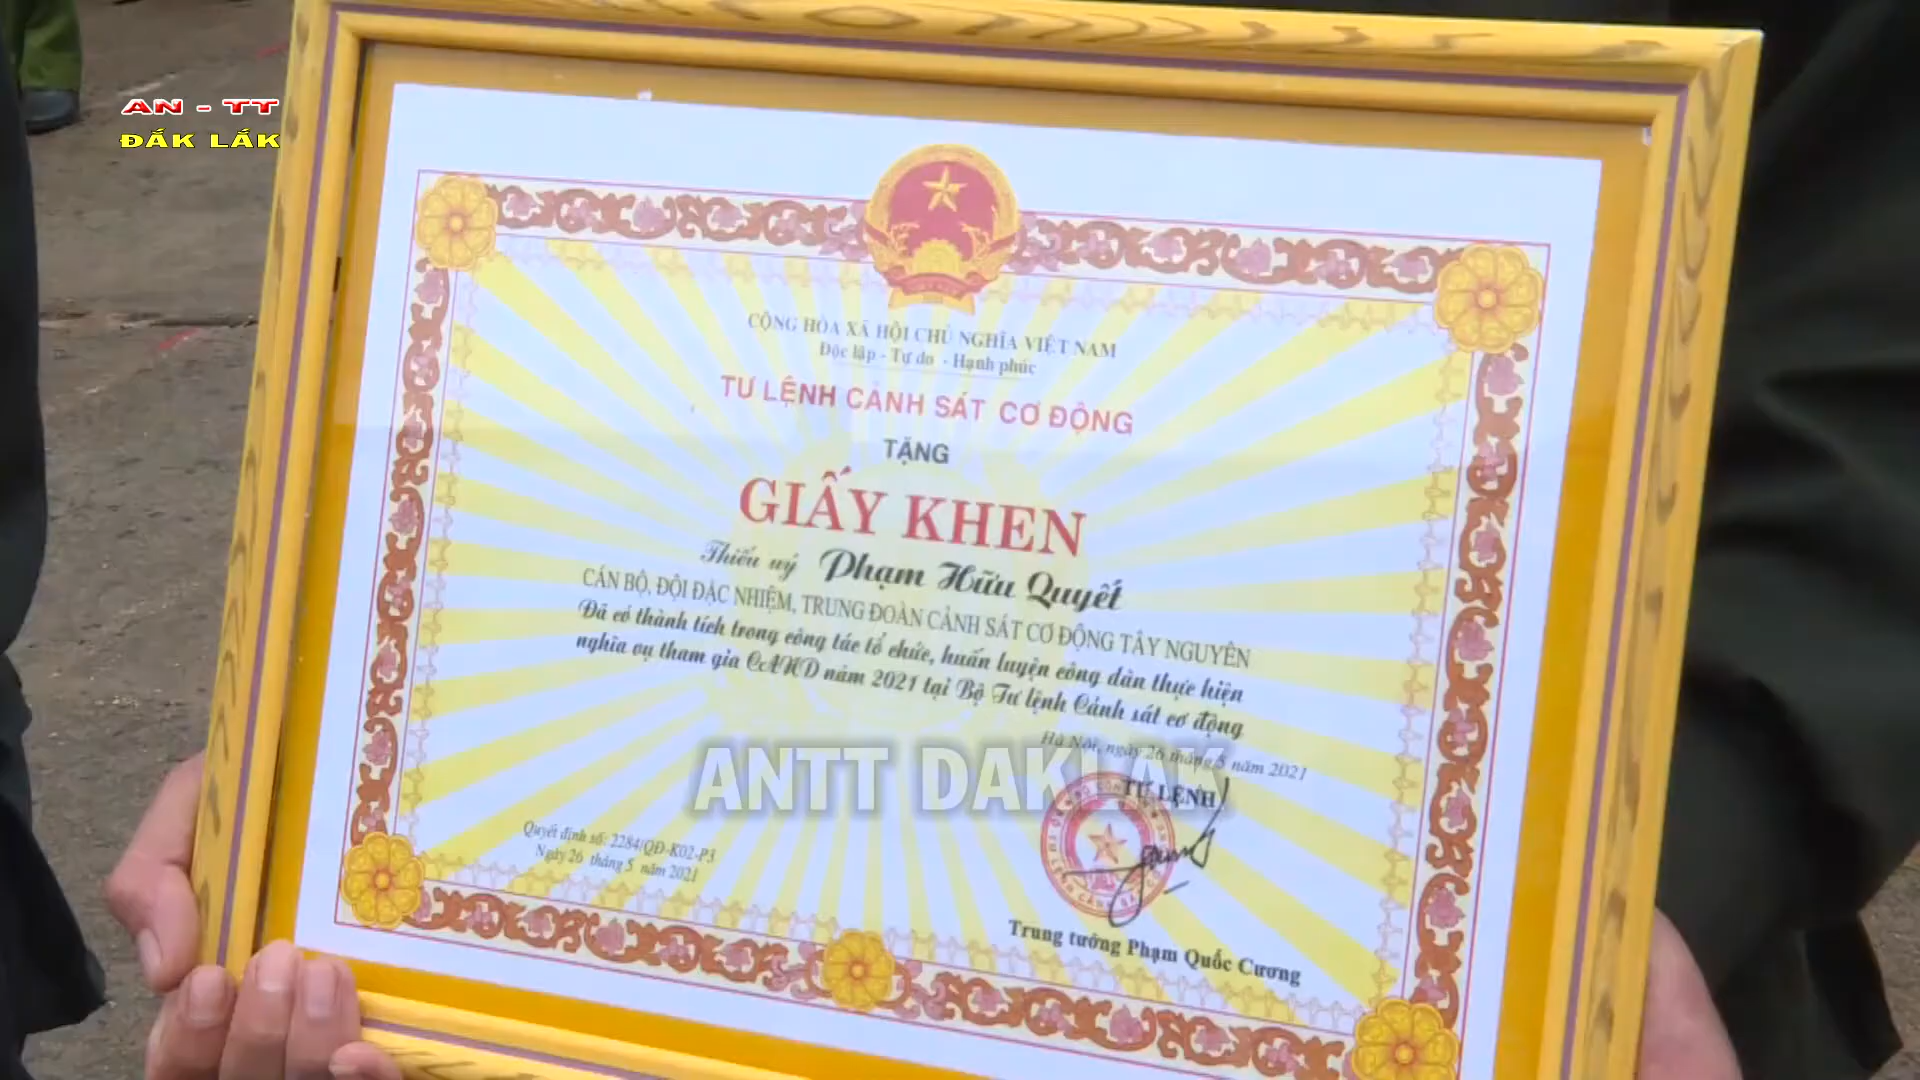 AN - TT
ĐẮK LẮK
CỘNG HÒA XÃ HỘI CHỦ NGHĨA VIỆT NAM
Độc lập - Tự do - Hạnh phúc
TƯ LỆNH CẢNH SÁT CƠ ĐỘNG
TẶNG
GIẤY KHEN
Thiếu uý Phạm Hữu Quyết
CÁN BỘ, ĐỘI ĐẶC NHIỆM, TRUNG ĐOÀN CẢNH SÁT CƠ ĐỘNG TÂY NGUYÊN
Đã có thành tích trong công tác tổ chức, huấn luyện công dân thực hiện
nghĩa vụ tham gia CAND năm 2021 tại Bộ Tư lệnh Cảnh sát cơ động
Hà Nội, ngày 26 tháng 5 năm 2021
ANTT DAKLAK
TƯ LỆNH
Quyết định số: 2284/QĐ-K02-P3
Ngày 26 tháng 5 năm 2021
Trung tướng Phạm Quốc Cương